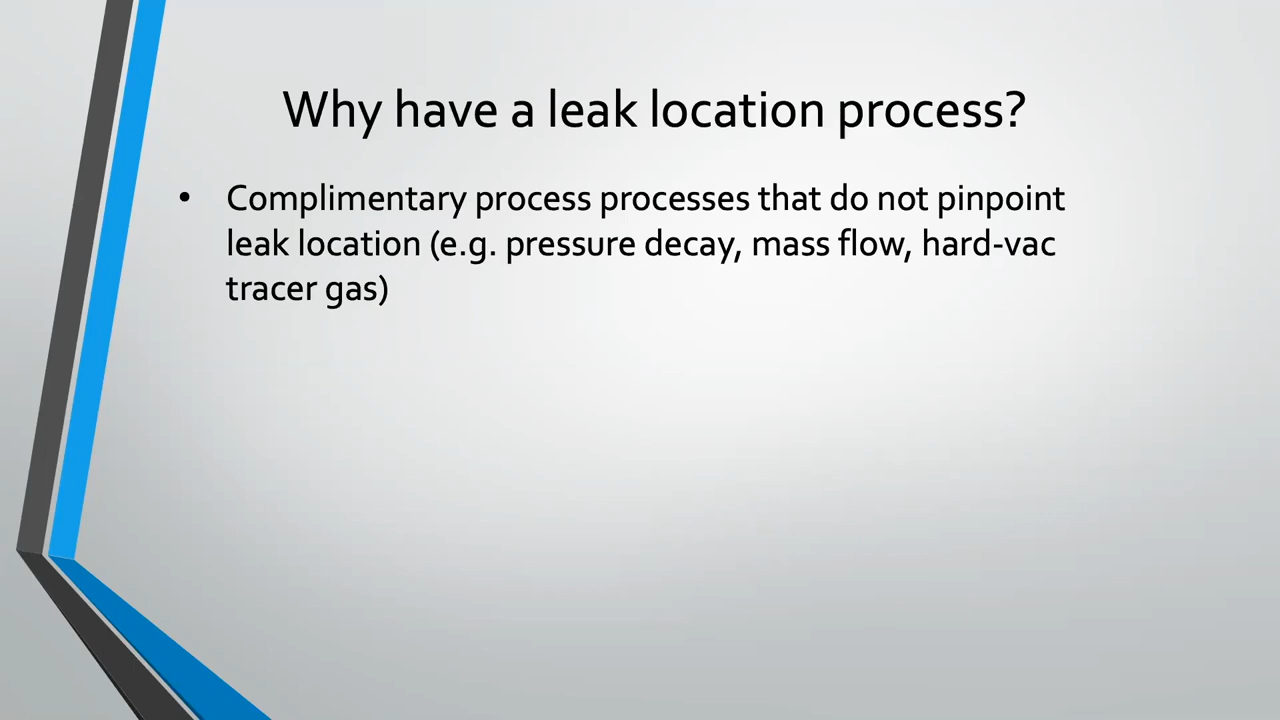 Why have a leak location process?
• Complimentary process processes that do not pinpoint
leak location (e.g. pressure decay, mass flow, hard-vac
tracer gas)